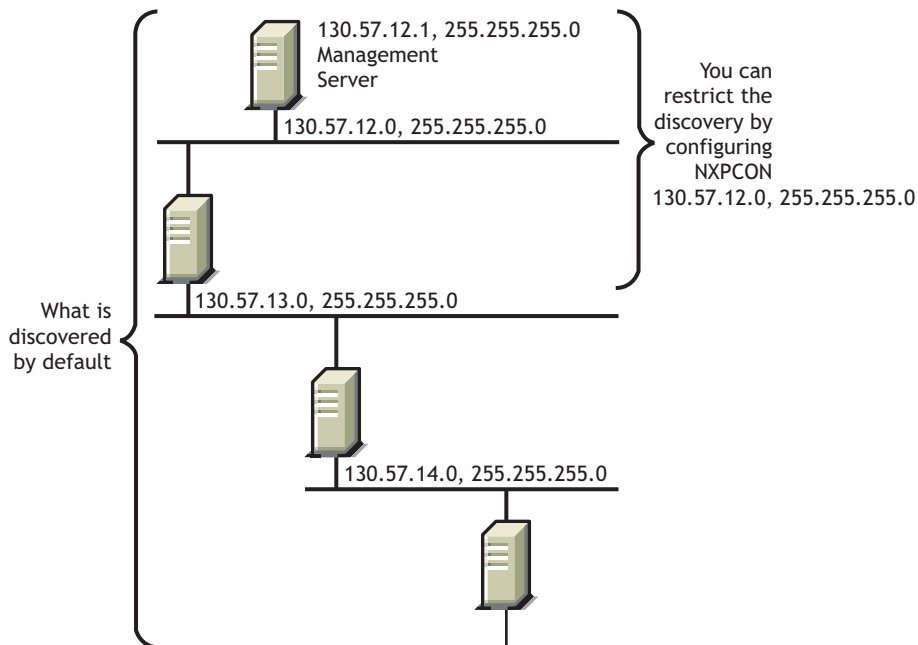 130.57.12.1, 255.255.255.0
Management
Server
130.57.12.0, 255.255.255.0
You can
restrict the
discovery by
configuring
NXPCON
130.57.12.0, 255.255.255.0
130.57.13.0, 255.255.255.0
What is
discovered
by default
130.57.14.0, 255.255.255.0